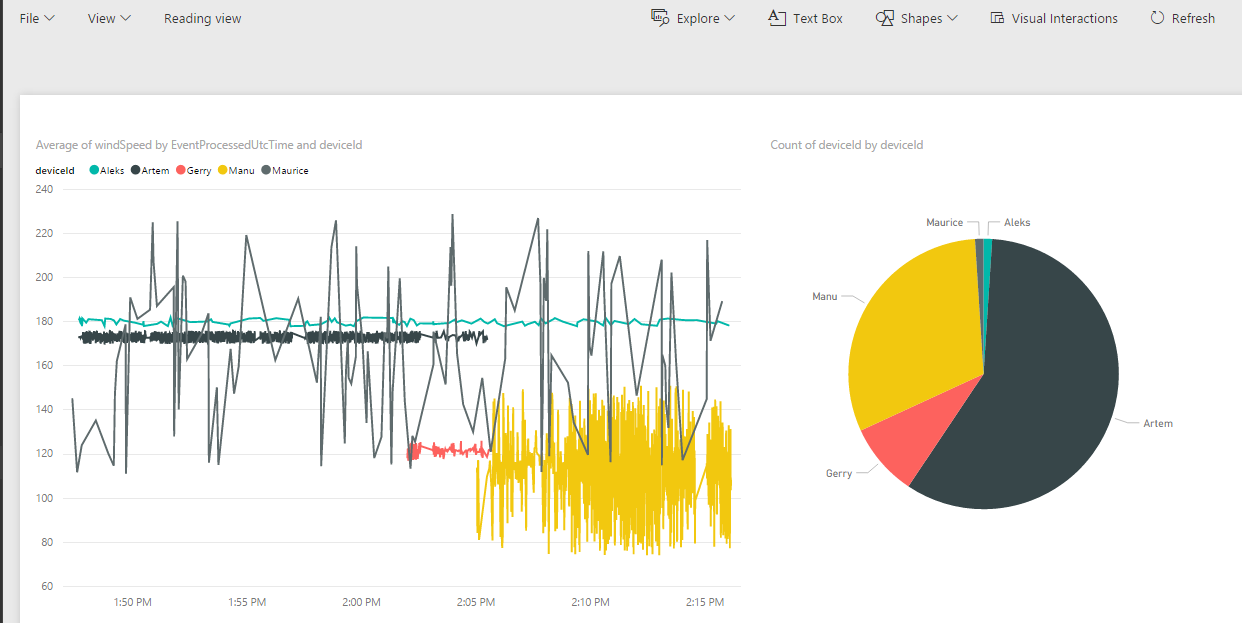 File View Reading view Explore Text Box Shapes Visual Interactions Refresh
Average of windSpeed by EventProcessedUtcTime and deviceId
deviceId Aleks Artem Gerry Manu Maurice
240
220
200
180
160
140
120
100
80
60
1:50 PM 1:55 PM 2:00 PM 2:05 PM 2:10 PM 2:15 PM
Count of deviceId by deviceId
Maurice Aleks
Manu
Artem
Gerry